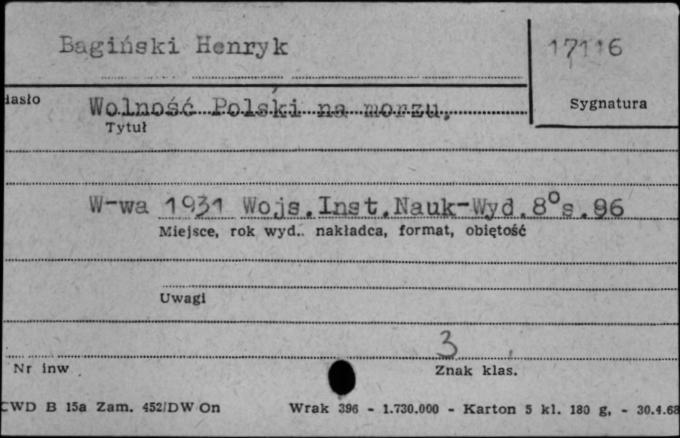 Bagiński Henryk 17116
Sygnatura
iasło Wolność Polski na morzu.
Tytuł
W-wa 1931 Wojs.Inst.Nauk-Wyd.8°s.96
Miejsce, rok wyd.. nakładca, format, objętość
Uwagi
3
Nr inw Znak klas.
CWD B 15a Zam. 452/DW On Wrak 396 - 1.730.000 - Karton 5 kl. 180 g, - 30.4.68